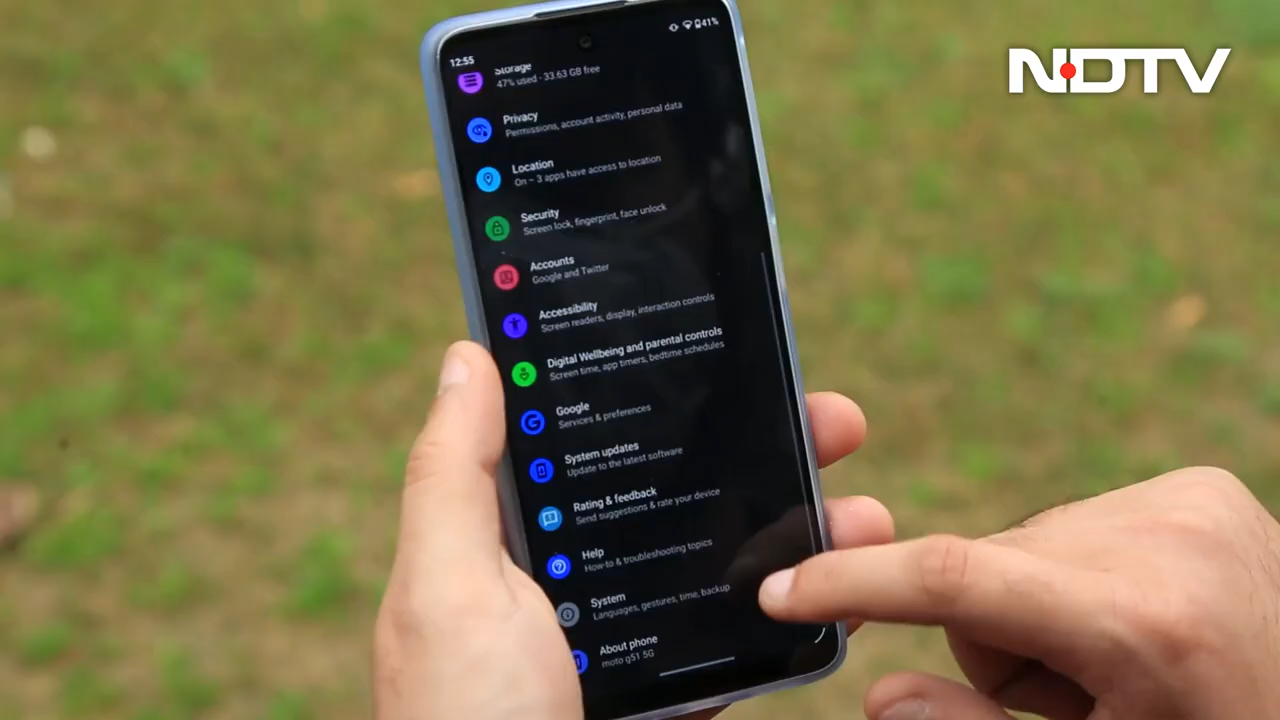 NDTV
12:55
41%
Storage
47% used - 33.63 GB free
Privacy
Permissions, account activity, personal data
Location
On - 3 apps have access to location
Security
Screen lock, fingerprint, face unlock
Accounts
Google and Twitter
Accessibility
Screen readers, display, interaction controls
Digital Wellbeing and parental controls
Screen time, app timers, bedtime schedules
Google
Services & preferences
System updates
Update to the latest software
Rating & feedback
Send suggestions & rate your device
Help
How-to & troubleshooting topics
System
Languages, gestures, time, backup
About phone
moto g51 5G